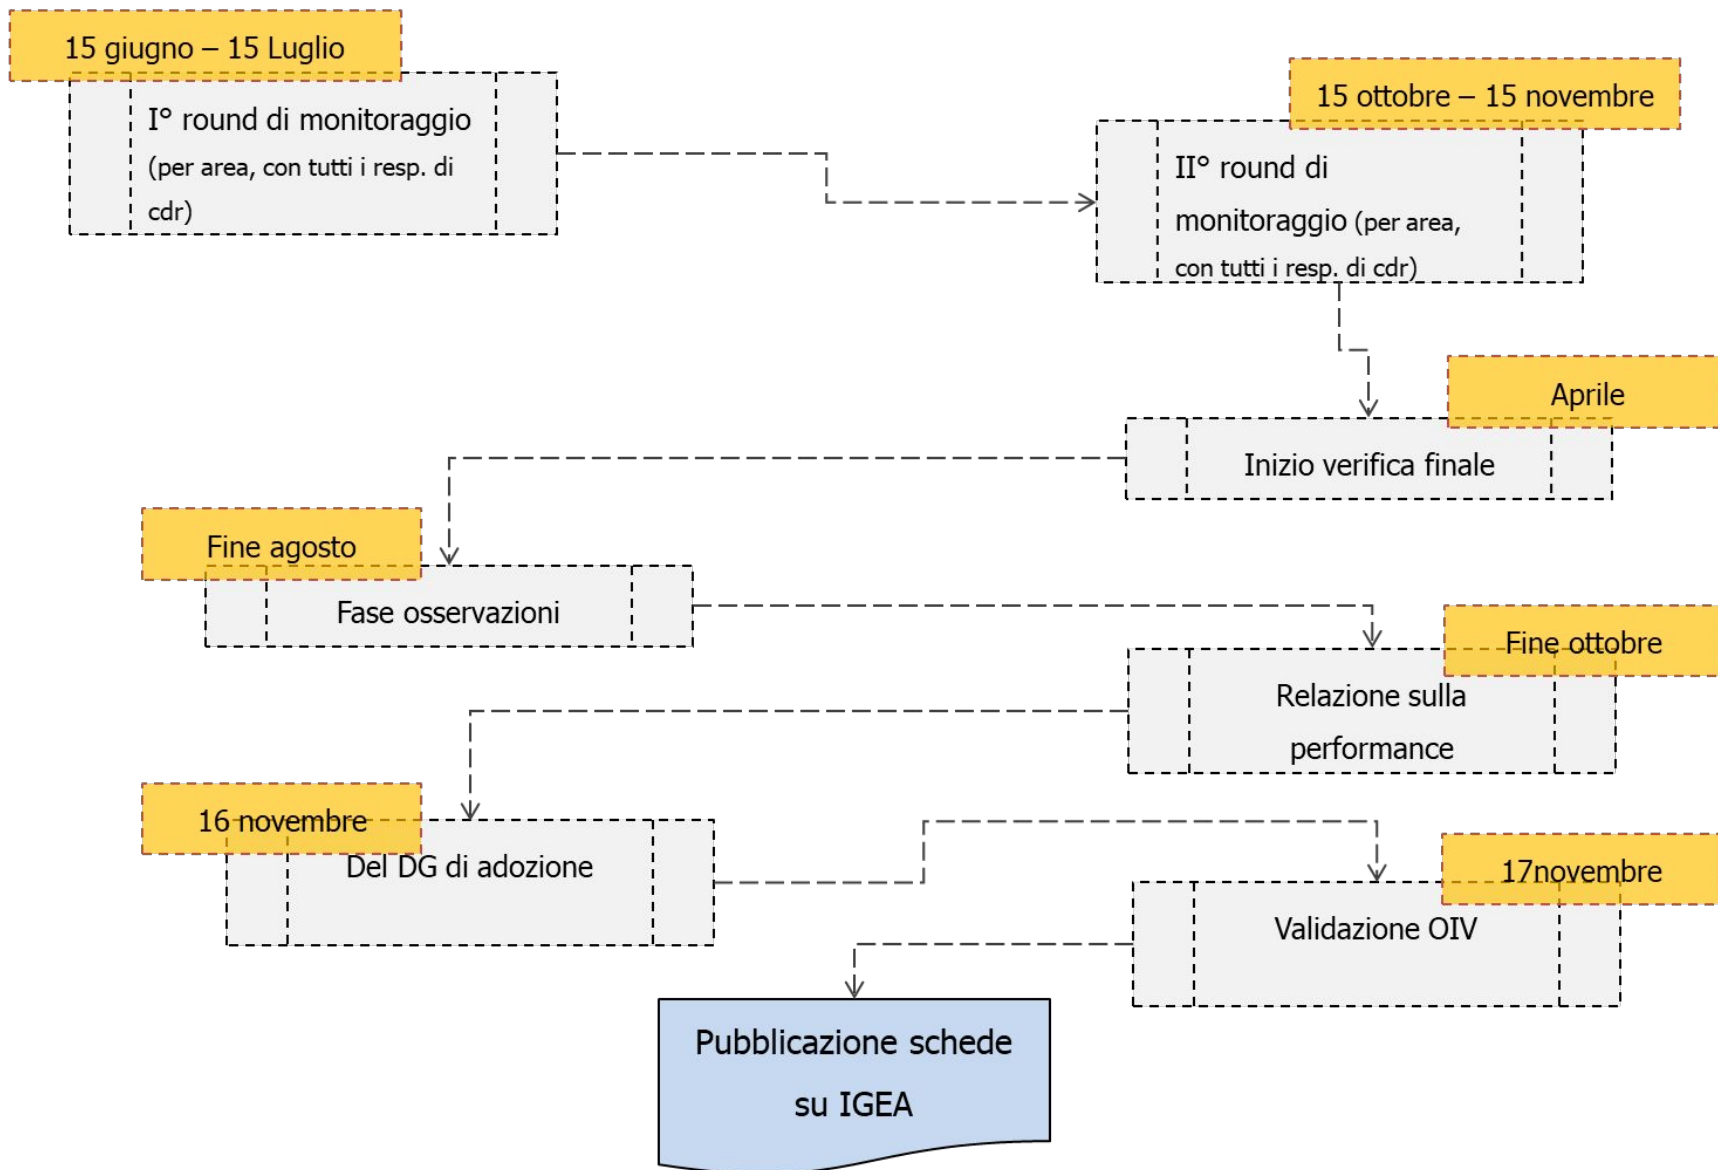 15 giugno – 15 Luglio
I° round di monitoraggio
(per area, con tutti i resp. di
cdr)
15 ottobre – 15 novembre
II° round di
monitoraggio (per area,
con tutti i resp. di cdr)
Aprile
Inizio verifica finale
Fine agosto
Fase osservazioni
Fine ottobre
Relazione sulla
performance
16 novembre
Del DG di adozione
17novembre
Validazione OIV
Pubblicazione schede
su IGEA